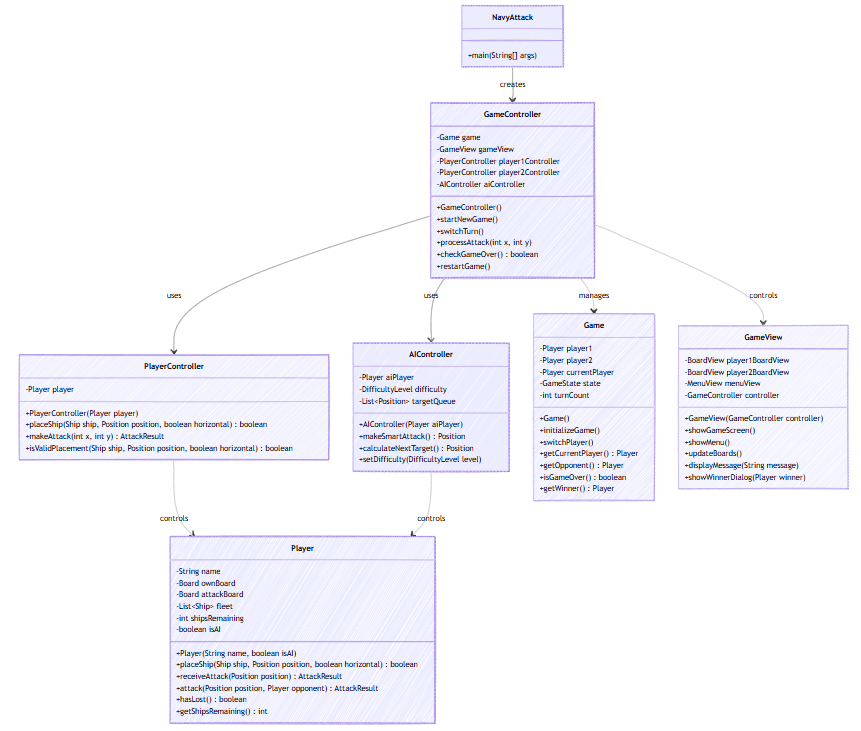 NavyAttack
+main(String[] args)
creates
GameController
-Game game
-GameView gameView
-PlayerController player1Controller
-PlayerController player2Controller
-AIController aiController
+GameController()
+startNewGame()
+switchTurn()
+processAttack(int x, int y)
+checkGameOver() : boolean
+restartGame()
uses
uses
manages
controls
PlayerController
-Player player
+PlayerController(Player player)
+placeShip(Ship ship, Position position, boolean horizontal) : boolean
+makeAttack(int x, int y) : AttackResult
+isValidPlacement(Ship ship, Position position, boolean horizontal) : boolean
AIController
-Player aiPlayer
-DifficultyLevel difficulty
-List<Position> targetQueue
+AIController(Player aiPlayer)
+makeSmartAttack() : Position
+calculateNextTarget() : Position
+setDifficulty(DifficultyLevel level)
Game
-Player player1
-Player player2
-Player currentPlayer
-GameState state
-int turnCount
+Game()
+initializeGame()
+switchPlayer()
+getCurrentPlayer() : Player
+getOpponent() : Player
+isGameOver() : boolean
+getWinner() : Player
GameView
-BoardView player1BoardView
-BoardView player2BoardView
-MenuView menuView
-GameController controller
+GameView(GameController controller)
+showGameScreen()
+showMenu()
+updateBoards()
+displayMessage(String message)
+showWinnerDialog(Player winner)
controls
controls
Player
-String name
-Board ownBoard
-Board attackBoard
-List<Ship> fleet
-int shipsRemaining
-boolean isAI
+Player(String name, boolean isAI)
+placeShip(Ship ship, Position position, boolean horizontal) : boolean
+receiveAttack(Position position) : AttackResult
+attack(Position position, Player opponent) : AttackResult
+hasLost() : boolean
+getShipsRemaining() : int